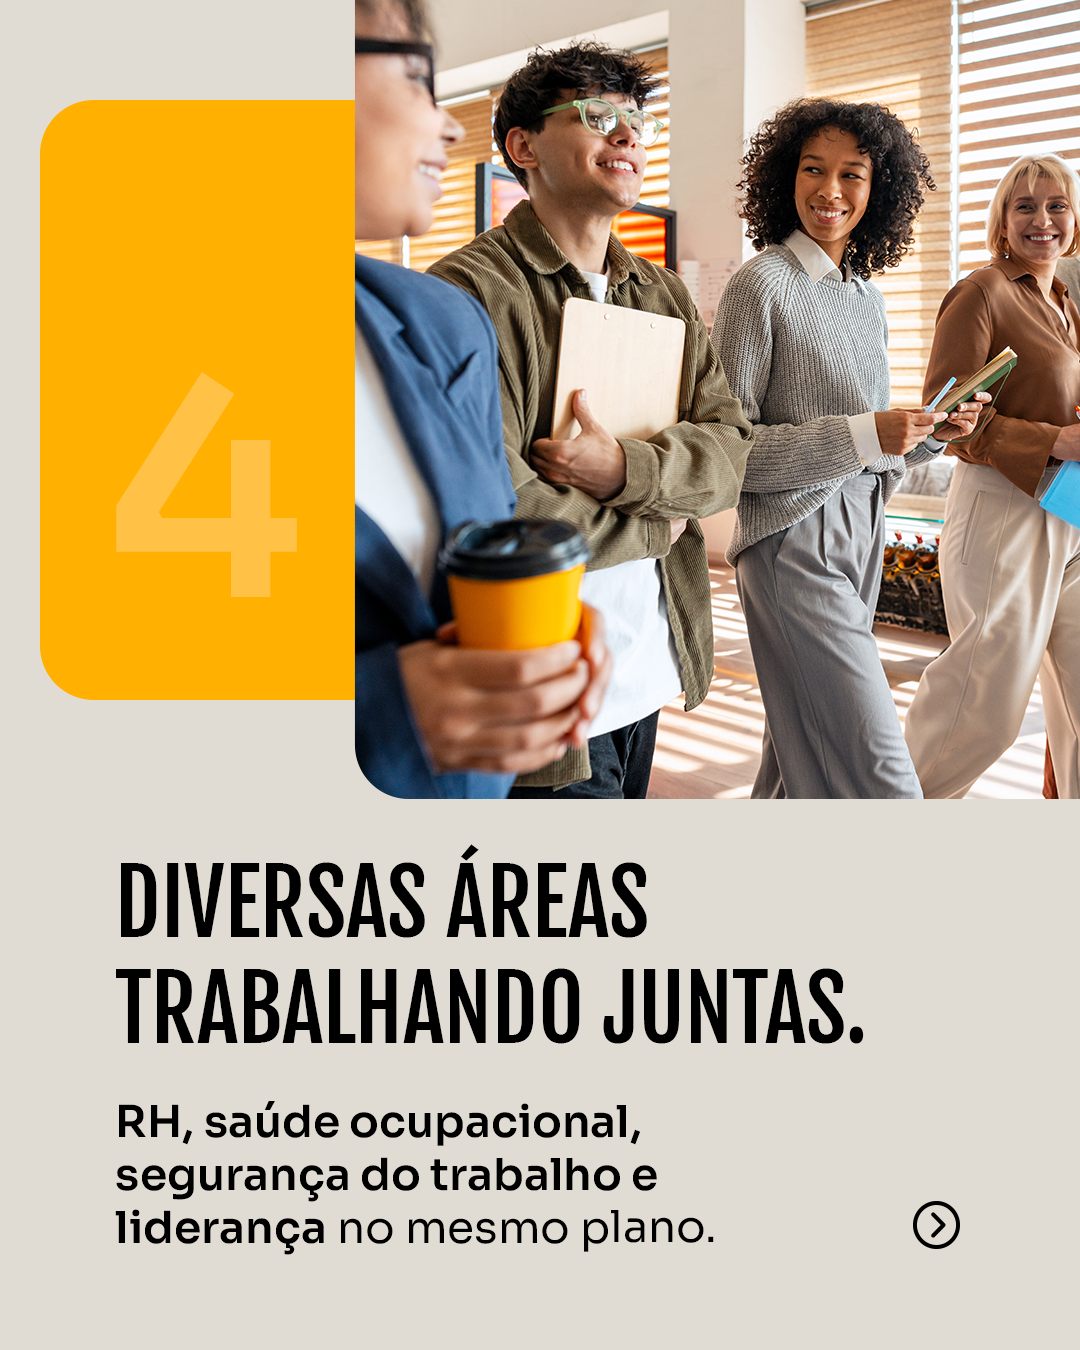 4
DIVERSAS ÁREAS
TRABALHANDO JUNTAS.
RH, saúde ocupacional,
segurança do trabalho e
liderança no mesmo plano.